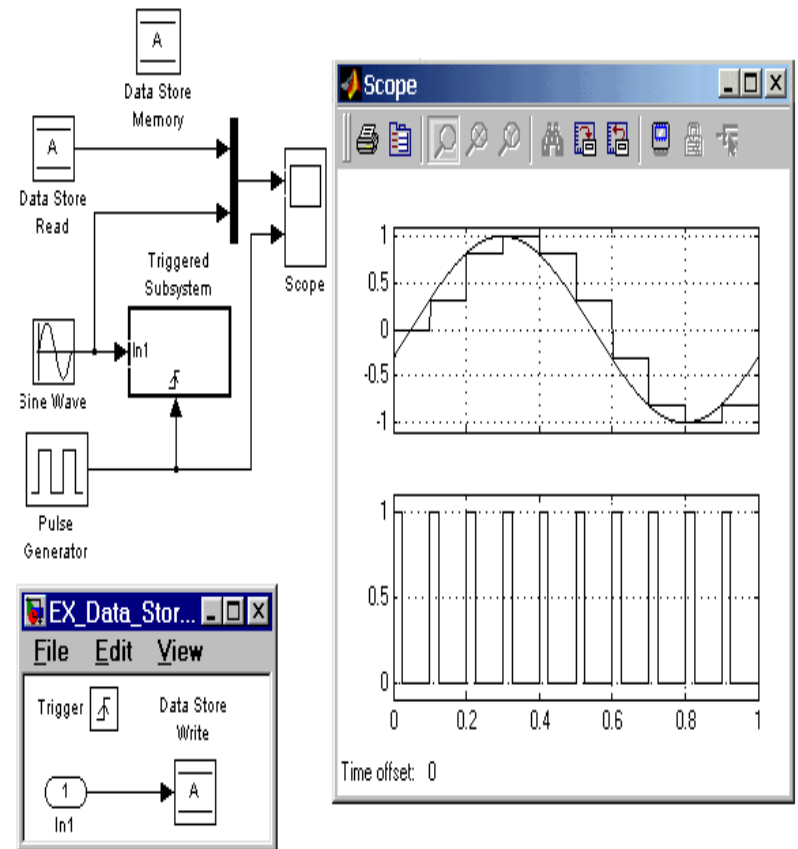 A
Data Store
Memory
A
Data Store
Read
Triggered
Subsystem
Scope
In1
Sine Wave
Pulse
Generator
EX_Data_Stor...
File Edit View
Trigger
Data Store
Write
1
A
In1
Scope
1
0.5
0
-0.5
-1
1
0.5
0
0 0.2 0.4 0.6 0.8 1
Time offset: 0